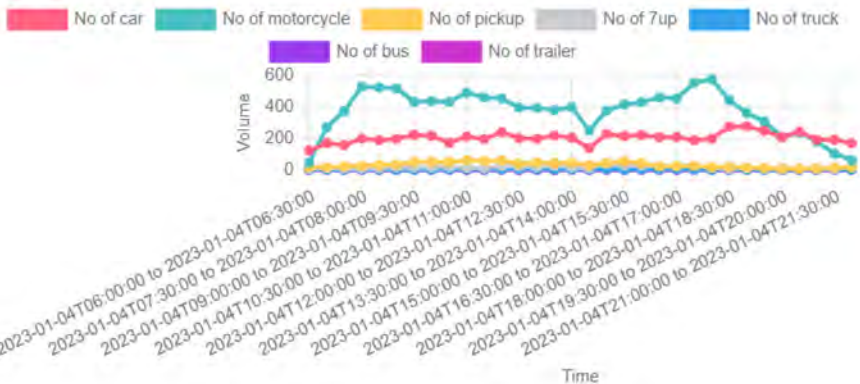 No of car No of motorcycle No of pickup No of 7up No of truck
No of bus No of trailer
600
400
200
0
Volume
2023-01-04T06:00:00 to 2023-01-04T06:30:00
2023-01-04T07:30:00 to 2023-01-04T08:00:00
2023-01-04T09:00:00 to 2023-01-04T09:30:00
2023-01-04T10:30:00 to 2023-01-04T11:00:00
2023-01-04T12:00:00 to 2023-01-04T12:30:00
2023-01-04T13:30:00 to 2023-01-04T14:00:00
2023-01-04T15:00:00 to 2023-01-04T15:30:00
2023-01-04T16:30:00 to 2023-01-04T17:00:00
2023-01-04T18:00:00 to 2023-01-04T18:30:00
2023-01-04T19:30:00 to 2023-01-04T20:00:00
2023-01-04T21:00:00 to 2023-01-04T21:30:00
Time